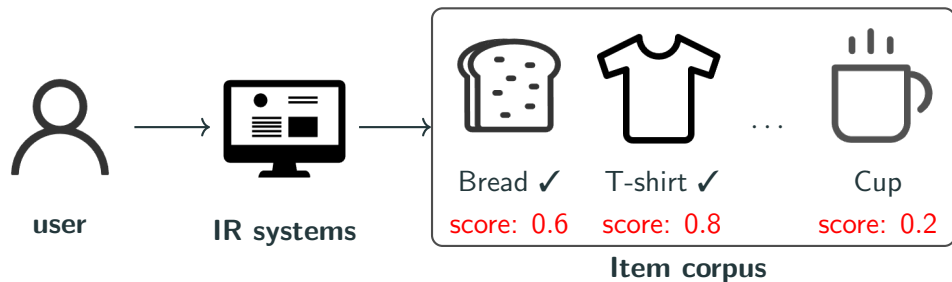 Bread ✓ T-shirt ✓ ... Cup
score: 0.6 score: 0.8 score: 0.2
user
IR systems
Item corpus